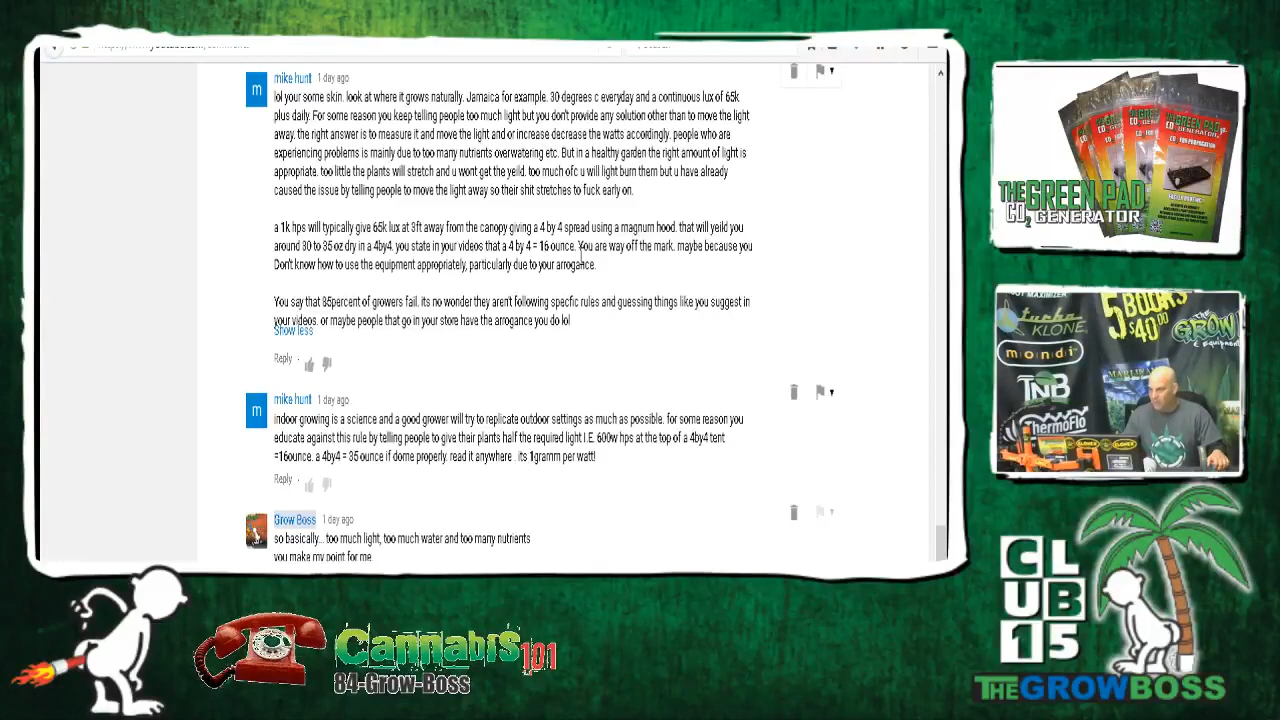 mike hunt 1 day ago
lol your some skin. look at where it grows naturally. Jamaica for example. 30 degrees c everyday and a continuous lux of 65k
plus daily. For some reason you keep telling people too much light but you don't provide any solution other than to move the light
away. the right answer is to measure it and move the light and/or increase decrease the watts accordingly. people who are
experiencing problems is mainly due to too many nutrients overwatering etc. But in a healthy garden the right amount of light is
appropriate. too little the plants will stretch and u wont get the yeild. too much ofc u will light burn them but u have already
caused the issue by telling people to move the light away so their shit stretches to fuck early on.
a 1k hps will typically give 65k lux at 3ft away from the canopy. giving a 4 by 4 spread using a magnum hood. that will yeild you
around 30 to 35 oz dry in a 4by4. you state in your videos that a 4 by 4 = 16 ounce. You are way off the mark. maybe because you
Don't know how to use the equipment appropriately, particularly due to your arrogance.
You say that 85percent of growers fail. its no wonder they aren't following specfic rules and guessing things like you suggest in
your videos. or maybe people that go in your store have the arrogance you do lol
Show less
Reply ·
mike hunt 1 day ago
indoor growing is a science and a good grower will try to replicate outdoor settings as much as possible. for some reason you
educate against this rule by telling people to give their plants half the required light I.E. 600w hps at the top of a 4by4 tent
=16ounce. a 4by4 = 35 ounce if doms properly. read it anywhere .. its 1gramm per watt!
Reply ·
Grow Boss 1 day ago
so basically... too much light, too much water and too many nutrients
you make my point for me.
m
m
THE GREEN PAD
CO2 GENERATOR
THE GREEN PAD
CO2 GENERATOR
CO2 FOR PROPAGATION
turbo
KLONE
mondi
TNB
ThermoFlo
5 BOOKS
$40.00
THE GROW
CLONEX
CLUB 15
THEGROWBOSS
Cannabis 101
84-Grow-Boss